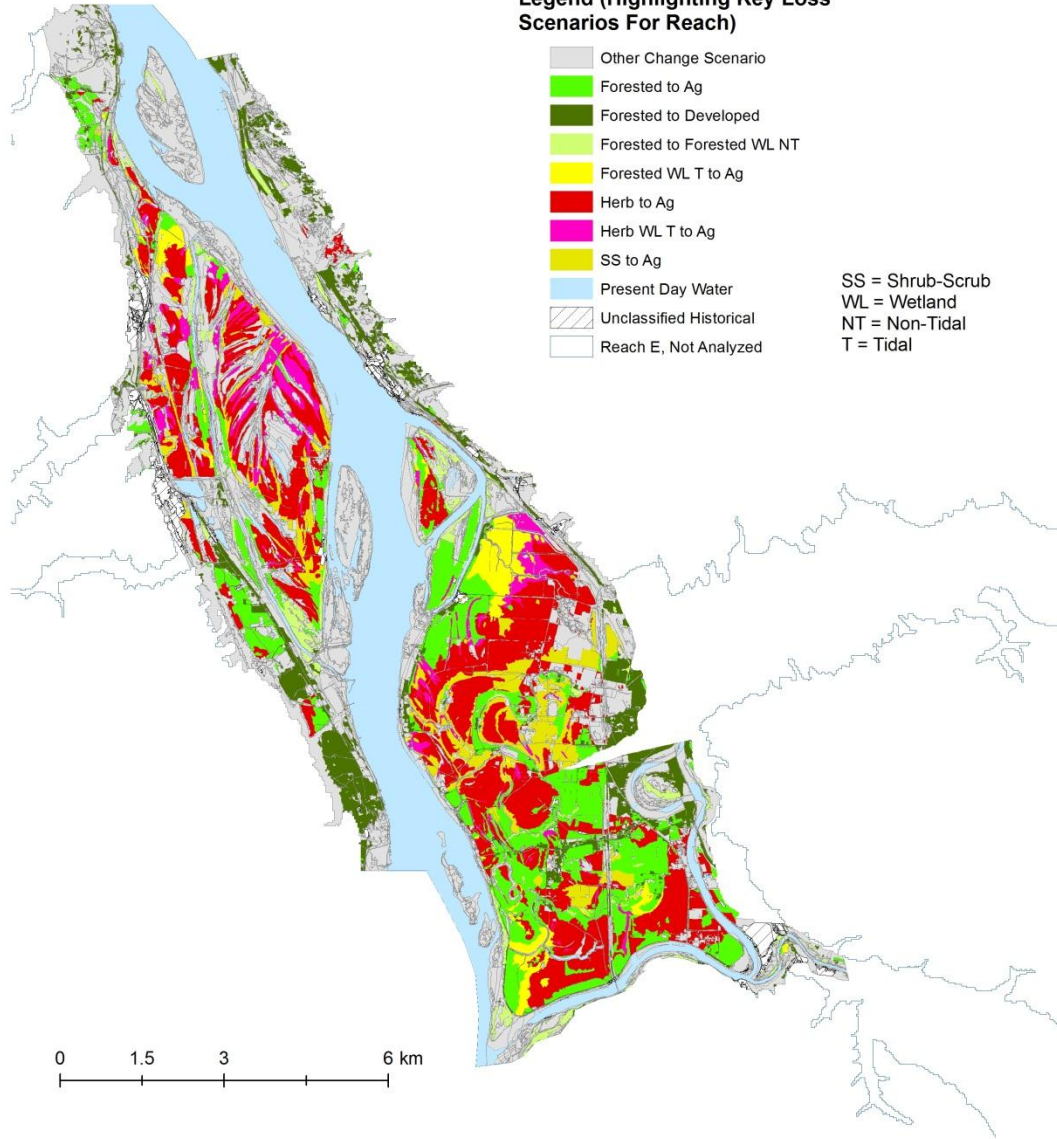 Legend (Highlighting Key Loss
Scenarios For Reach)
Other Change Scenario
Forested to Ag
Forested to Developed
Forested to Forested WL NT
Forested WL T to Ag
Herb to Ag
Herb WL T to Ag
SS to Ag
Present Day Water
Unclassified Historical
Reach E, Not Analyzed
SS = Shrub-Scrub
WL = Wetland
NT = Non-Tidal
T = Tidal
0 1.5 3 6 km